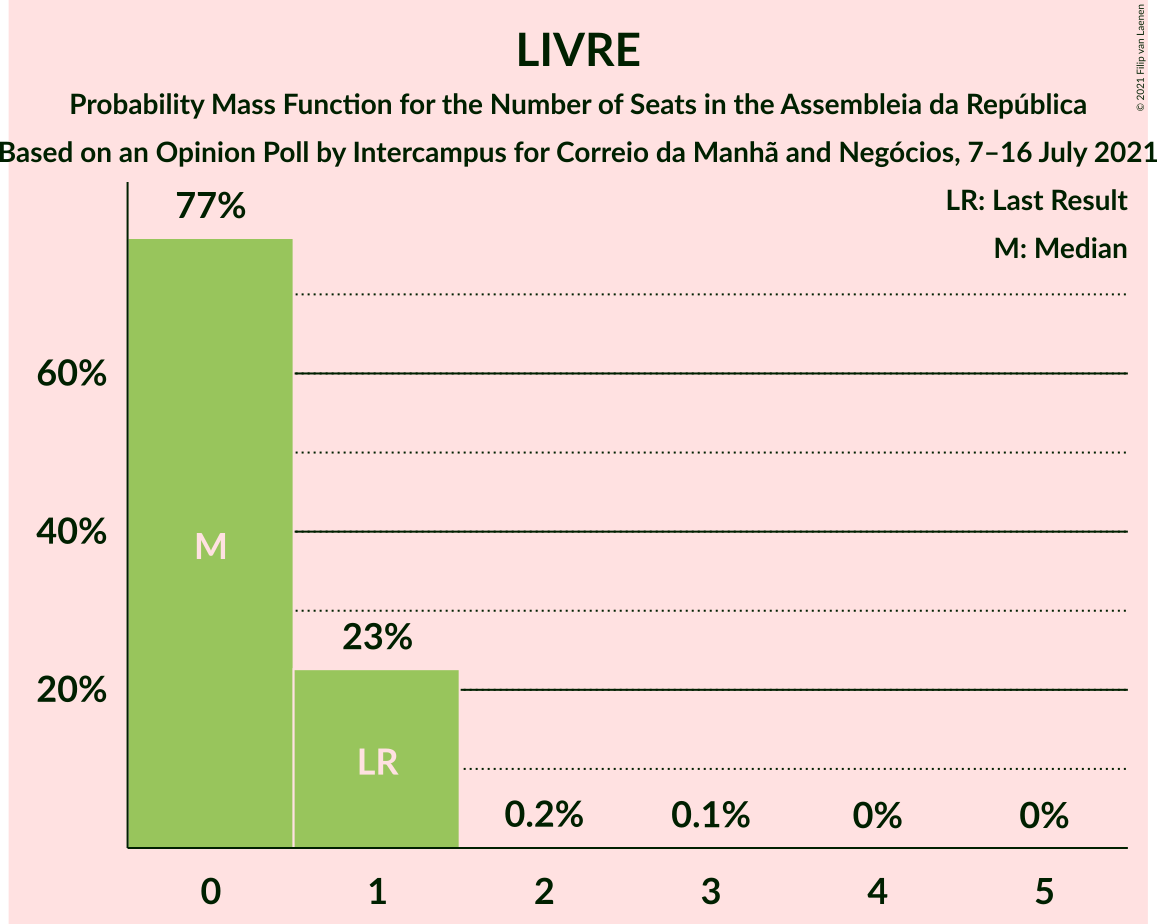 LIVRE
Probability Mass Function for the Number of Seats in the Assembleia da República
Based on an Opinion Poll by Intercampus for Correio da Manhã and Negócios, 7–16 July 2021
© 2021 Filip van Laenen
LR: Last Result
M: Median
77%
60%
40%
20%
M
23%
LR
0.2%
0.1%
0%
0%
0
1
2
3
4
5